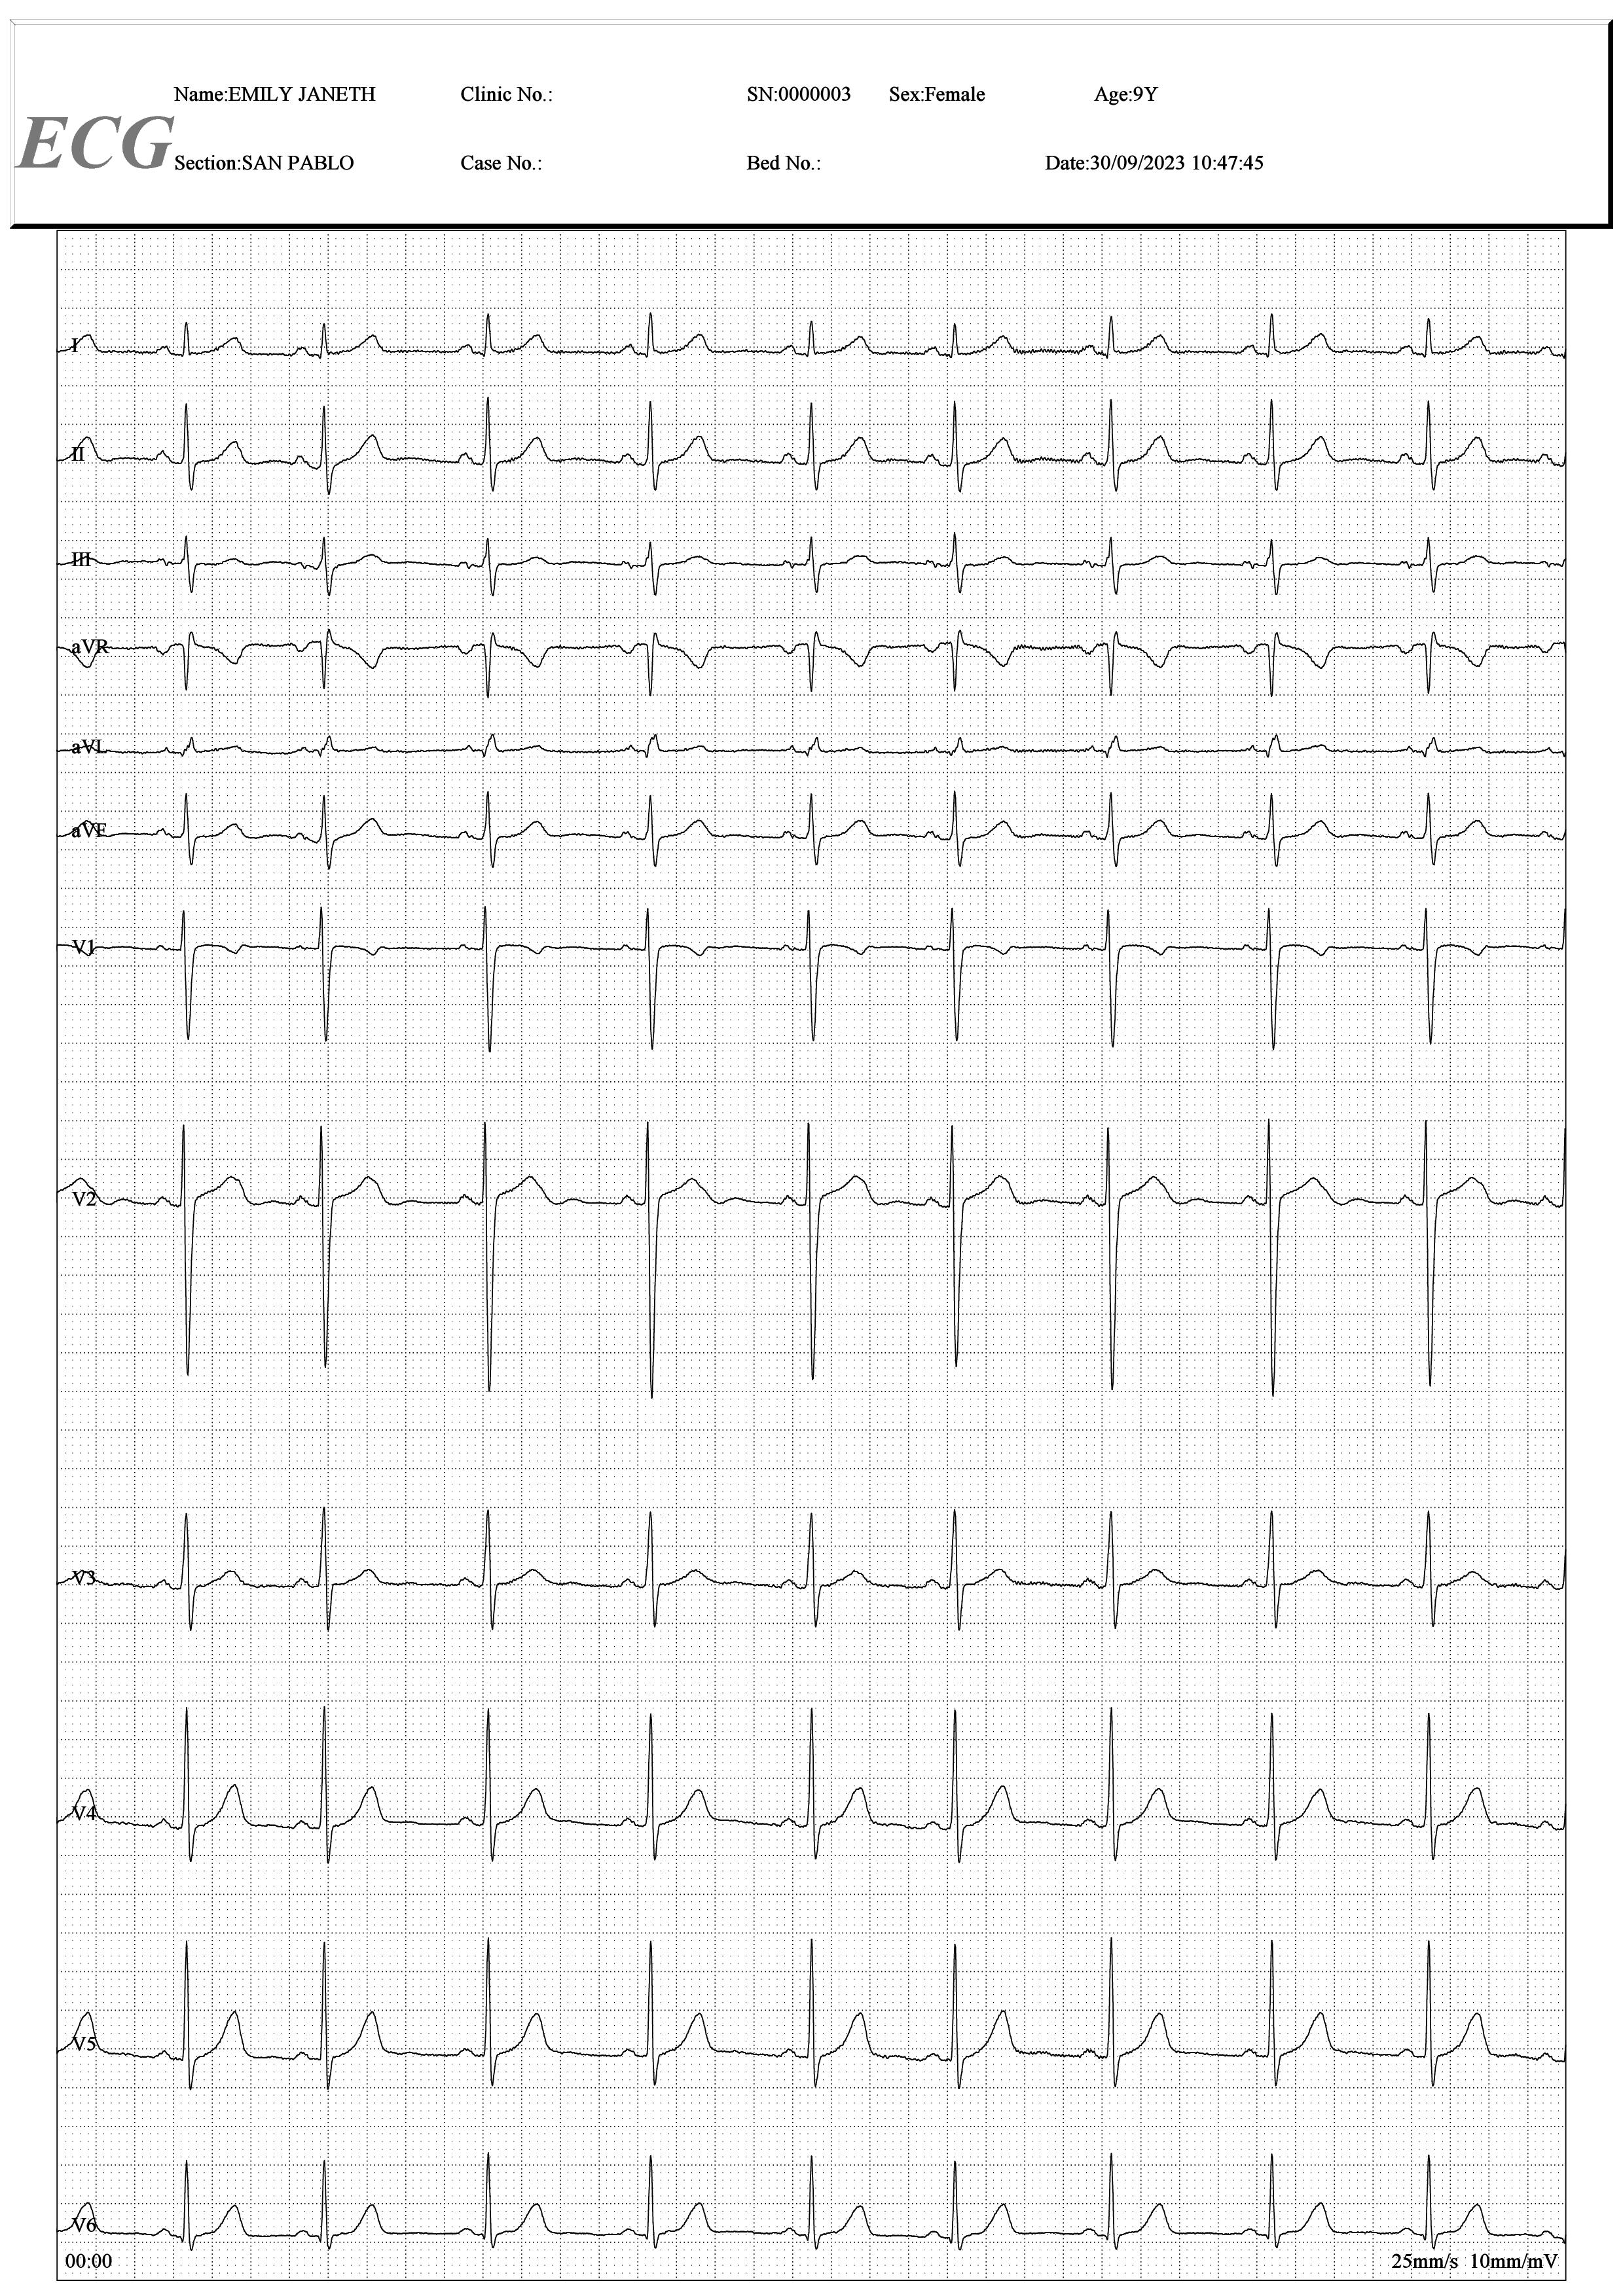 Name:EMILY JANETH Clinic No.: SN:0000003 Sex:Female Age:9Y
ECG
Section:SAN PABLO Case No.: Bed No.: Date:30/09/2023 10:47:45
I
II
III
aVR
aVL
aVF
V1
V2
V3
V4
V5
V6
00:00 25mm/s 10mm/mV